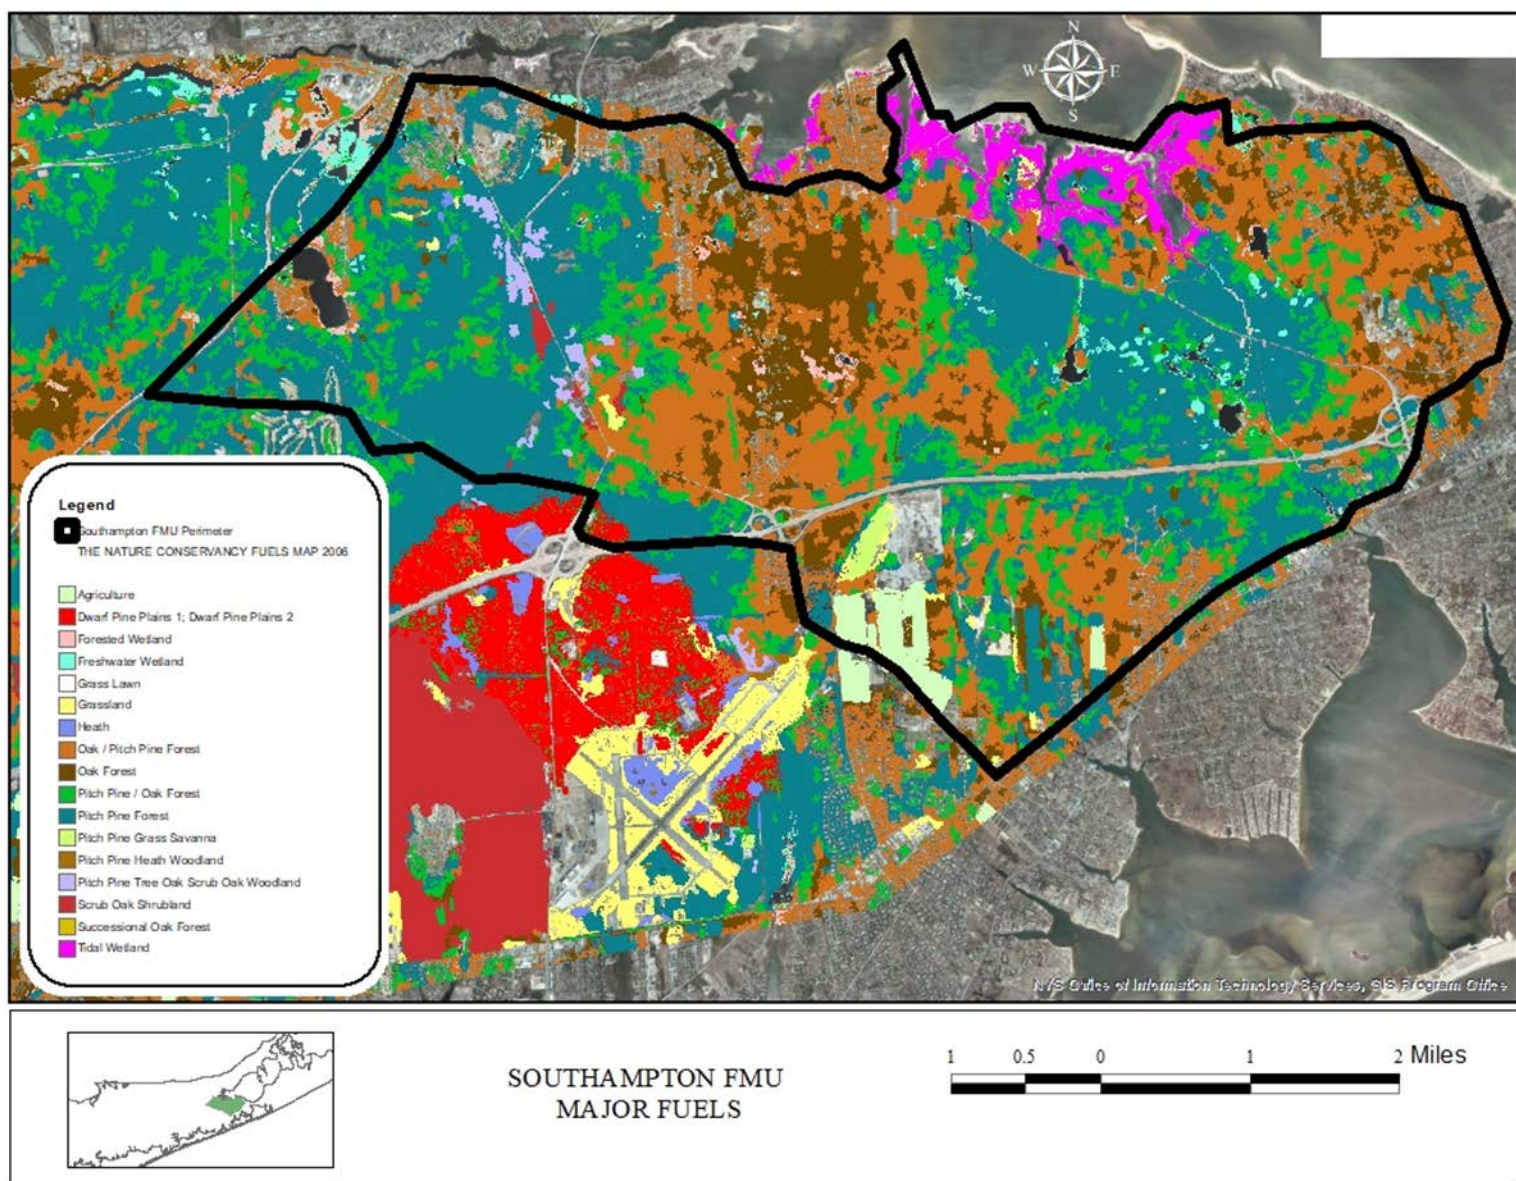 N
W E
S
Legend
Southampton FMU Perimeter
THE NATURE CONSERVANCY FUELS MAP 2006
Agriculture
Dwarf Pine Plains 1; Dwarf Pine Plains 2
Forested Wetland
Freshwater Wetland
Grass Lawn
Grassland
Heath
Oak / Pitch Pine Forest
Oak Forest
Pitch Pine / Oak Forest
Pitch Pine Forest
Pitch Pine Grass Savanna
Pitch Pine Heath Woodland
Pitch Pine Tree Oak Scrub Oak Woodland
Scrub Oak Shrubland
Successional Oak Forest
Tidal Wetland
NYS Office of Information Technology Services, GIS Program Office
SOUTHAMPTON FMU
MAJOR FUELS
1 0.5 0 1 2 Miles